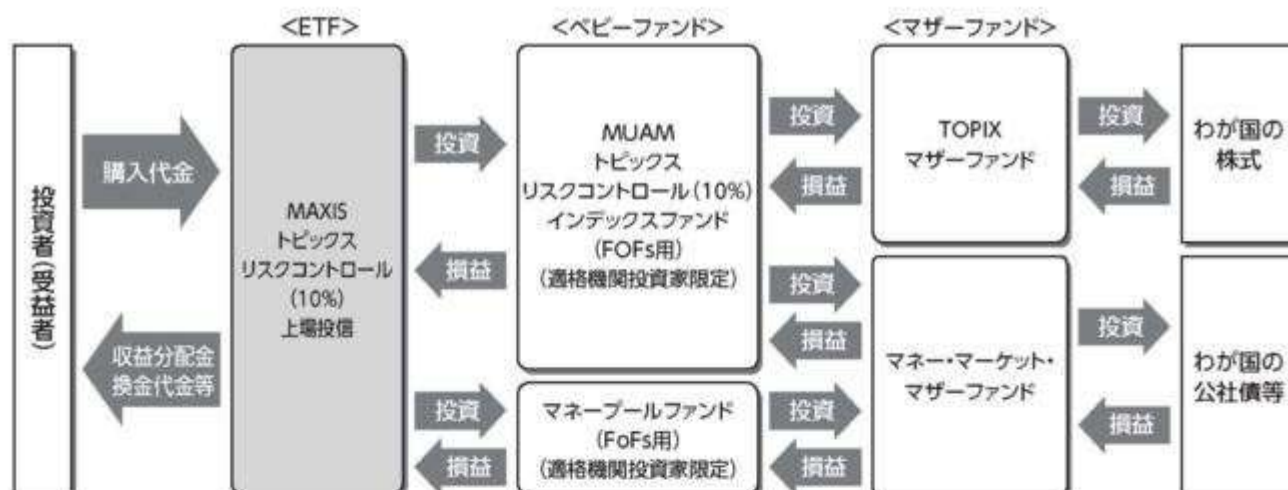 <ETF>
<ベビーファンド>
<マザーファンド>
投資者(受益者)
購入代金
収益分配金
換金代金等
MAXIS
トピックス
リスクコントロール
(10%)
上場投信
投資
損益
投資
損益
MUAM
トピックス
リスクコントロール(10%)
インデックスファンド
(FOFs用)
(適格機関投資家限定)
マネープールファンド
(FoFs用)
(適格機関投資家限定)
投資
損益
投資
損益
投資
損益
TOPIX
マザーファンド
マネー・マーケット・
マザーファンド
投資
損益
投資
損益
わが国の
株式
わが国の
公社債等